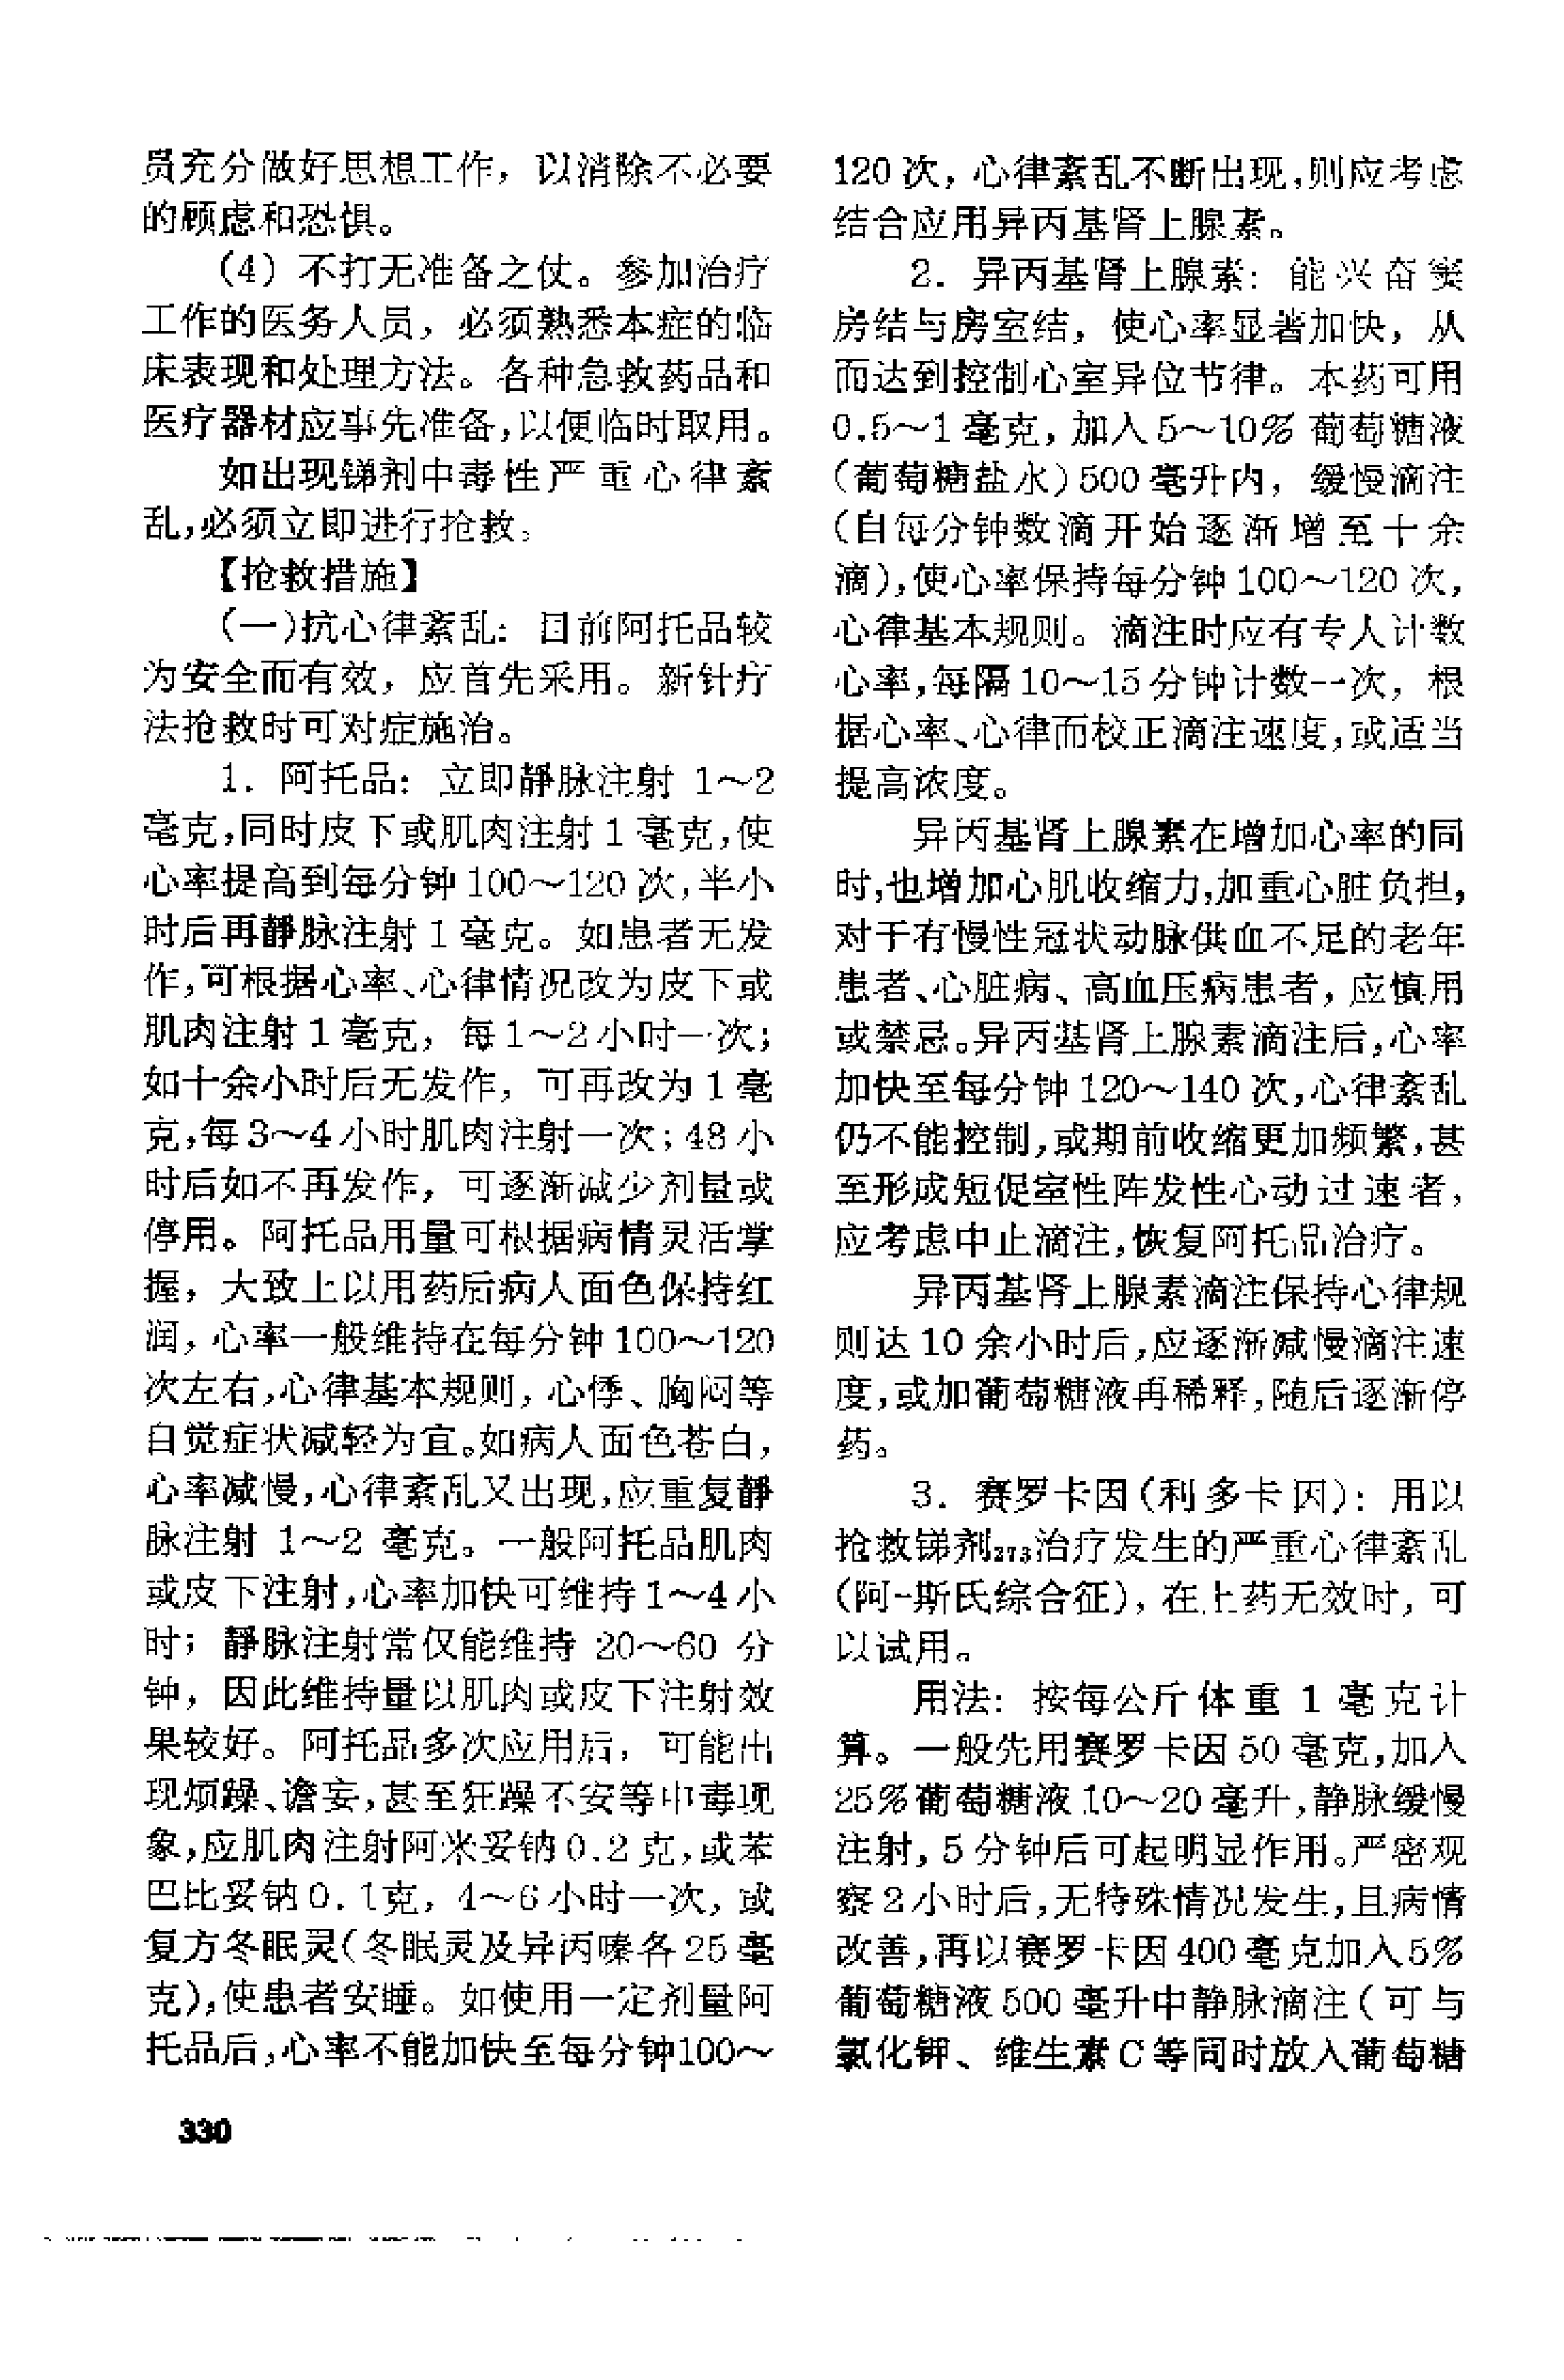 员充分做好思想工作，以消除不必要
的顾虑和恐惧。
（4）不打无准备之仗。参加治疗
工作的医务人员，必须熟悉本症的临
床表现和处理方法。各种急救药品和
医疗器材应事先准备，以便临时取用。
如出现锑剂中毒性严重心律紊
乱，必须立即进行抢救：
【抢救措施】
（一）抗心律紊乱：目前阿托品较
为安全而有效，应首先采用。新针疗
法抢救时可对症施治。
1. 阿托品：立即静脉注射 1～2
毫克，同时皮下或肌肉注射 1 毫克，使
心率提高到每分钟 100～120 次，半小
时后再静脉注射 1 毫克。如患者无发
作，可根据心率、心律情况改为皮下或
肌肉注射 1 毫克，每 1～2 小时一次；
如十余小时后无发作，可再改为 1 毫
克，每 3～4 小时肌肉注射一次；48 小
时后如不再发作，可逐渐减少剂量或
停用。阿托品用量可根据病情灵活掌
握，大致上以用药后病人面色保持红
润，心率一般维持在每分钟 100～120
次左右，心律基本规则，心悸、胸闷等
自觉症状减轻为宜。如病人面色苍白，
心率减慢，心律紊乱又出现，应重复静
脉注射 1～2 毫克。一般阿托品肌肉
或皮下注射，心率加快可维持 1～4 小
时；静脉注射常仅能维持 20～60 分
钟，因此维持量以肌肉或皮下注射效
果较好。阿托品多次应用后，可能出
现烦躁、谵妄，甚至狂躁不安等中毒现
象，应肌肉注射阿米妥钠 0.2 克，或苯
巴比妥钠 0.1克，4～6 小时一次，或
复方冬眠灵（冬眠灵及异丙嗪各 25 毫
克），使患者安睡。如使用一定剂量阿
托品后，心率不能加快至每分钟100～
120 次，心律紊乱不断出现，则应考虑
结合应用异丙基肾上腺素。
2. 异丙基肾上腺素：能兴奋窦
房结与房室结，使心率显著加快，从
而达到控制心室异位节律。本药可用
0.5～1 毫克，加入 5～10% 葡萄糖液
（葡萄糖盐水）500 毫升内，缓慢滴注
（自每分钟数滴开始逐渐增至十余
滴），使心率保持每分钟 100～120 次，
心律基本规则。滴注时应有专人计数
心率，每隔 10～15 分钟计数一次，根
据心率、心律而校正滴注速度，或适当
提高浓度。
异丙基肾上腺素在增加心率的同
时，也增加心肌收缩力，加重心脏负担，
对于有慢性冠状动脉供血不足的老年
患者、心脏病、高血压病患者，应慎用
或禁忌。异丙基肾上腺素滴注后，心率
加快至每分钟 120～140 次，心律紊乱
仍不能控制，或期前收缩更加频繁，甚
至形成短促室性阵发性心动过速者，
应考虑中止滴注，恢复阿托品治疗。
异丙基肾上腺素滴注保持心律规
则达 10 余小时后，应逐渐减慢滴注速
度，或加葡萄糖液再稀释，随后逐渐停
药。
3. 赛罗卡因（利多卡因）：用以
抢救锑剂₂₇₃治疗发生的严重心律紊乱
（阿-斯氏综合征），在上药无效时，可
以试用。
用法：按每公斤体重 1 毫克计
算。一般先用赛罗卡因 50 毫克，加入
25%葡萄糖液 10～20 毫升，静脉缓慢
注射，5 分钟后可起明显作用。严密观
察 2 小时后，无特殊情况发生，且病情
改善，再以赛罗卡因 400 毫克加入 5%
葡萄糖液 500 毫升中静脉滴注（可与
氯化钾、维生素 C 等同时放入葡萄糖
330